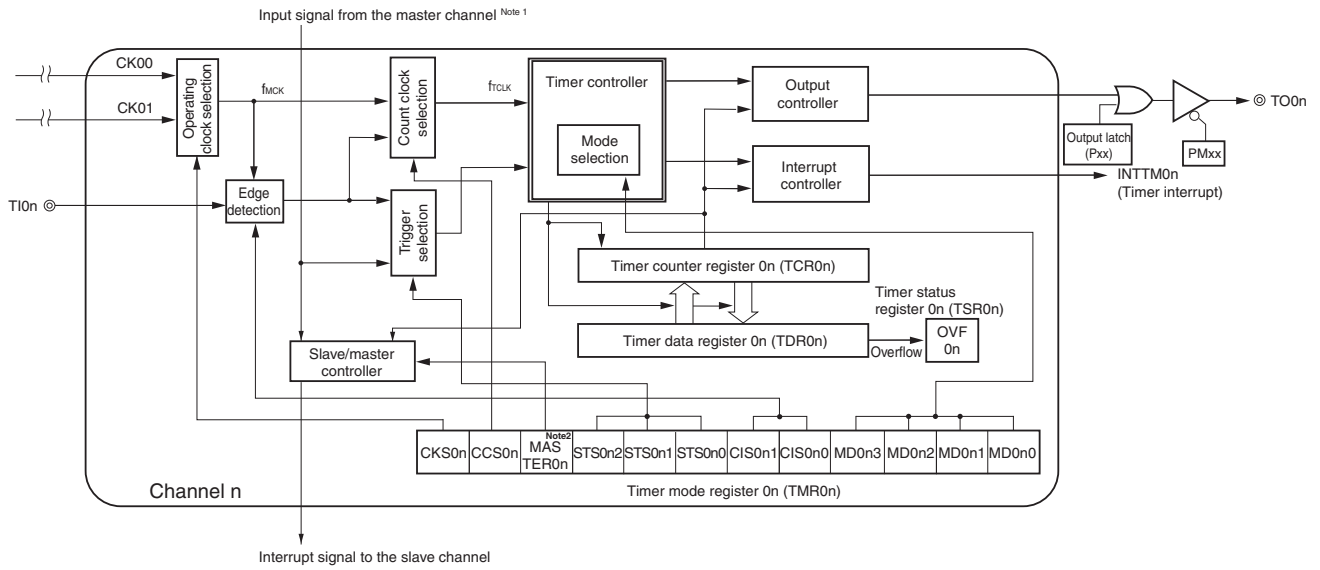 Input signal from the master channel Note 1
CK00
CK01
Operating
clock selection
fMCK
Count clock
selection
fTCLK
Timer controller
Mode
selection
Output
controller
Interrupt
controller
Output latch
(Pxx)
PMxx
TO0n
INTTM0n
(Timer interrupt)
TI0n
Edge
detection
Trigger
selection
Timer counter register 0n (TCR0n)
Timer status
register 0n (TSR0n)
Timer data register 0n (TDR0n)
Overflow
OVF
0n
Slave/master
controller
CKS0n
CCS0n
Note2
MAS
TER0n
STS0n2
STS0n1
STS0n0
CIS0n1
CIS0n0
MD0n3
MD0n2
MD0n1
MD0n0
Channel n
Timer mode register 0n (TMR0n)
Interrupt signal to the slave channel